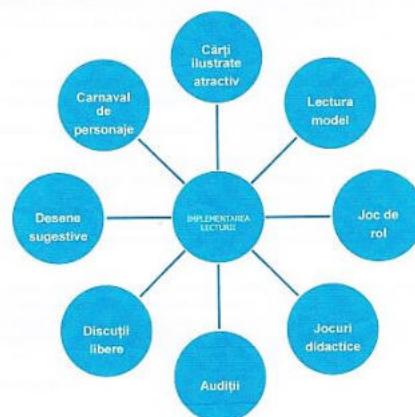 Cărți
ilustrate
atractiv
Lectura
model
Joc de
rol
Jocuri
didactice
Audiții
Discuții
libere
Desene
sugestive
Carnaval
de
personaje
IMPLEMENTAREA
LECTURII